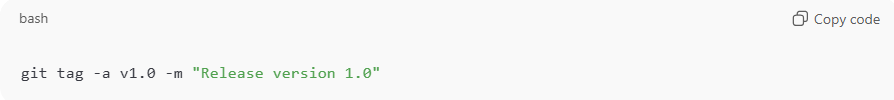 bash
Copy code
git tag -a v1.0 -m "Release version 1.0"